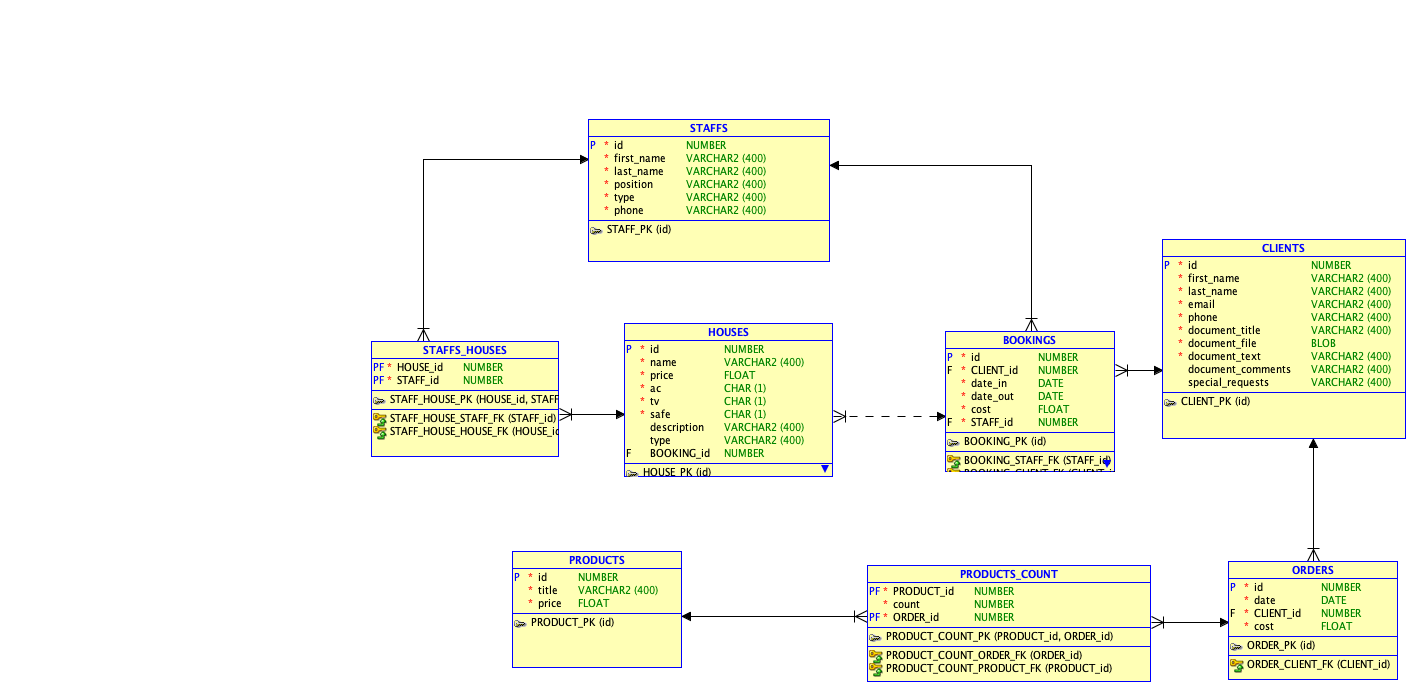 STAFFS
P * id NUMBER
* first_name VARCHAR2 (400)
* last_name VARCHAR2 (400)
* position VARCHAR2 (400)
* type VARCHAR2 (400)
* phone VARCHAR2 (400)
STAFF_PK (id)
CLIENTS
P * id NUMBER
* first_name VARCHAR2 (400)
* last_name VARCHAR2 (400)
* email VARCHAR2 (400)
* phone VARCHAR2 (400)
* document_title VARCHAR2 (400)
* document_file BLOB
* document_text VARCHAR2 (400)
document_comments VARCHAR2 (400)
special_requests VARCHAR2 (400)
CLIENT_PK (id)
STAFFS_HOUSES
PF * HOUSE_id NUMBER
PF * STAFF_id NUMBER
STAFF_HOUSE_PK (HOUSE_id, STAFF
STAFF_HOUSE_STAFF_FK (STAFF_id)
STAFF_HOUSE_HOUSE_FK (HOUSE_id
HOUSES
P * id NUMBER
* name VARCHAR2 (400)
* price FLOAT
* ac CHAR (1)
* tv CHAR (1)
* safe CHAR (1)
description VARCHAR2 (400)
type VARCHAR2 (400)
F BOOKING_id NUMBER
HOUSE_PK (id)
BOOKINGS
P * id NUMBER
F * CLIENT_id NUMBER
* date_in DATE
* date_out DATE
* cost FLOAT
F * STAFF_id NUMBER
BOOKING_PK (id)
BOOKING_STAFF_FK (STAFF_id)
PRODUCTS
P * id NUMBER
* title VARCHAR2 (400)
* price FLOAT
PRODUCT_PK (id)
PRODUCTS_COUNT
PF * PRODUCT_id NUMBER
* count NUMBER
PF * ORDER_id NUMBER
PRODUCT_COUNT_PK (PRODUCT_id, ORDER_id)
PRODUCT_COUNT_ORDER_FK (ORDER_id)
PRODUCT_COUNT_PRODUCT_FK (PRODUCT_id)
ORDERS
P * id NUMBER
* date DATE
F * CLIENT_id NUMBER
* cost FLOAT
ORDER_PK (id)
ORDER_CLIENT_FK (CLIENT_id)